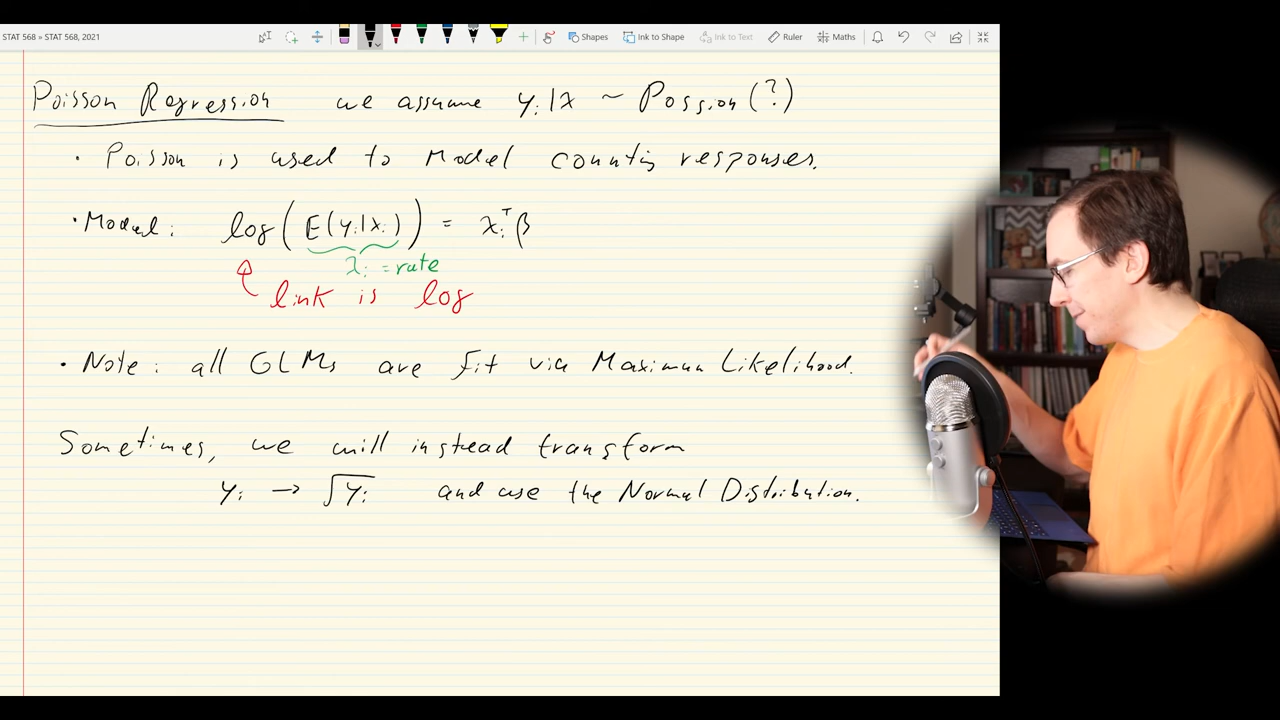 STAT 568 » STAT 568, 2021
Shapes Ink to Shape Ink to Text Ruler Maths
Poisson Regression we assume yᵢ|x ~ Possion(?)
· Poisson is used to model counting responses.
· Model: log(E(yᵢ|xᵢ)) = xᵢᵀβ
λᵢ = rate
link is log
· Note: all GLMs are fit via Maximum Likelihood.
Sometimes, we will instead transform
yᵢ → √yᵢ and use the Normal Distribution.